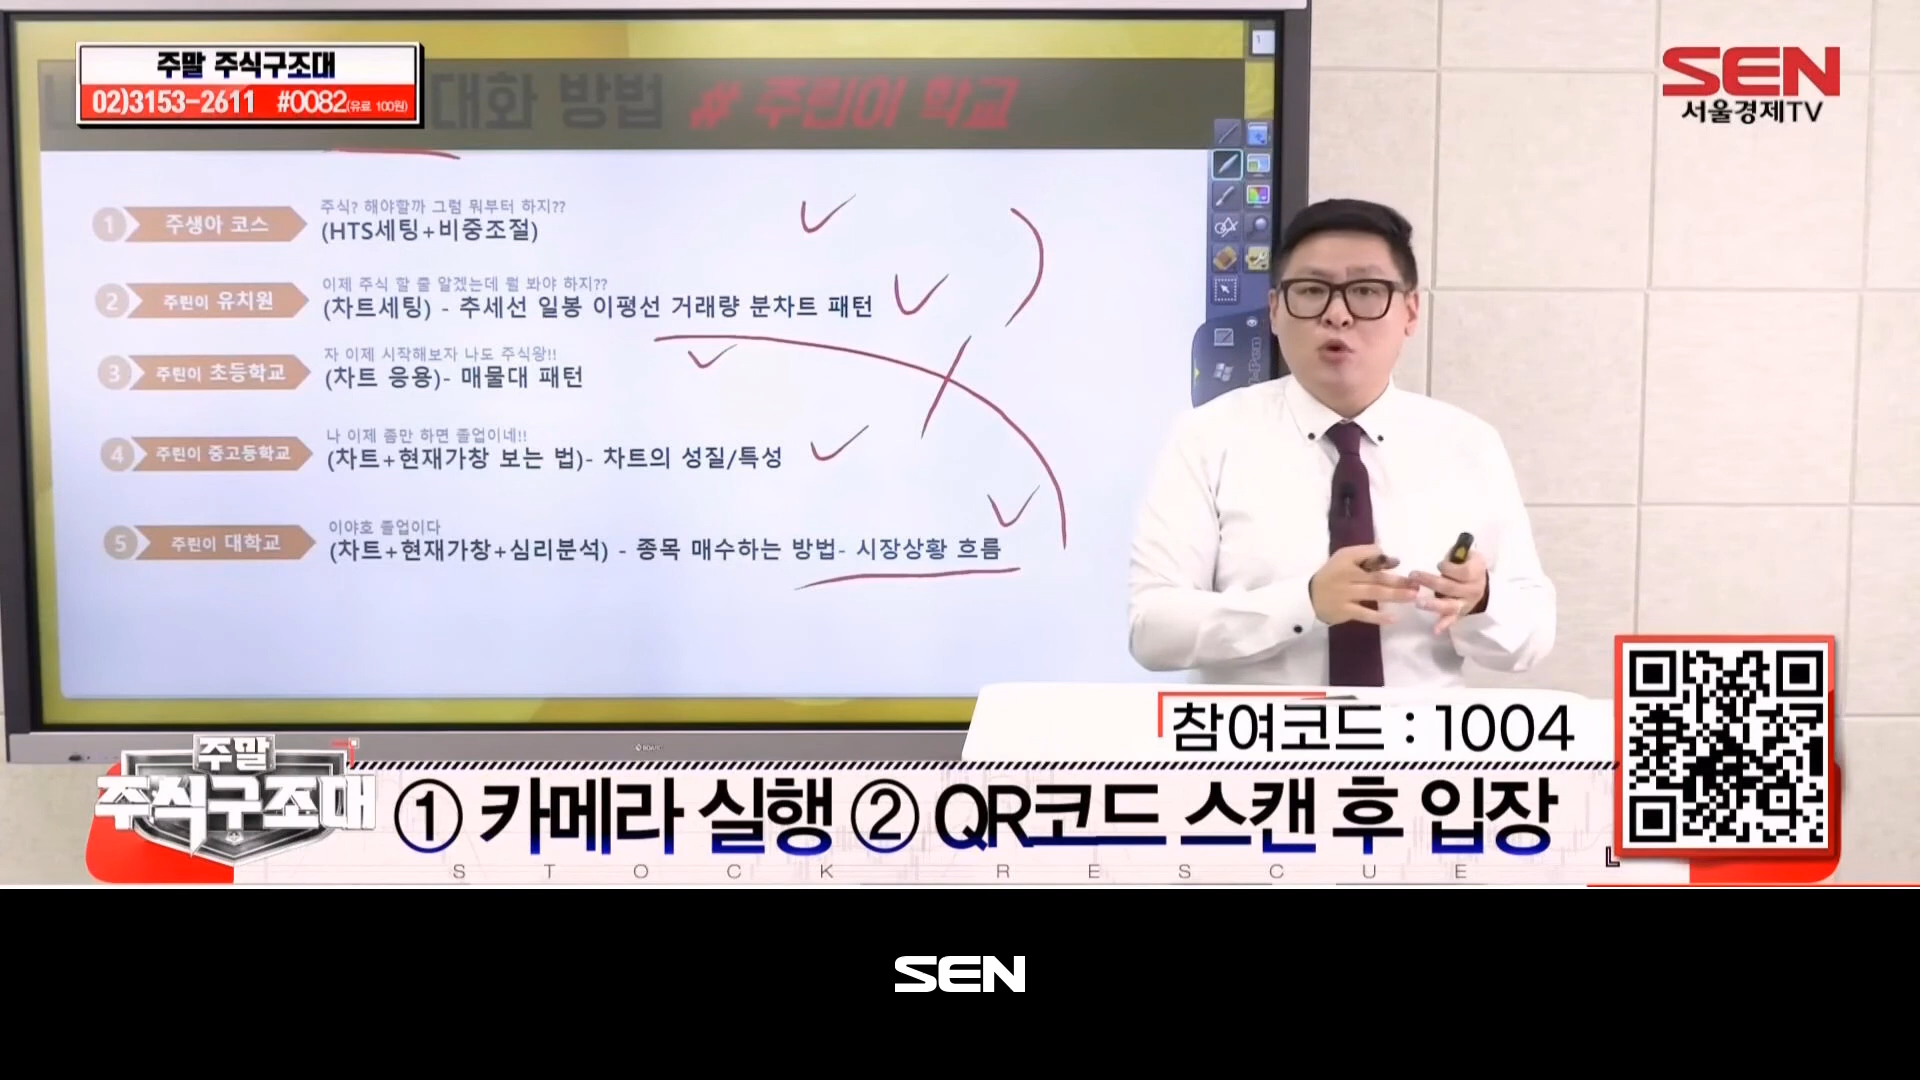 주말 주식구조대
02)3153-2611 #0082(유료 100원)
대화 방법 # 주린이 학교
SEN
서울경제TV
1 주생아 코스
주식? 해야할까 그럼 뭐부터 하지??
(HTS세팅+비중조절)
2 주린이 유치원
이제 주식 할 줄 알겠는데 뭘 봐야 하지??
(차트세팅) - 추세선 일봉 이평선 거래량 분차트 패턴
3 주린이 초등학교
자 이제 시작해보자 나도 주식왕!!
(차트 응용)- 매물대 패턴
4 주린이 중고등학교
나 이제 좀만 하면 졸업이네!!
(차트+현재가창 보는 법)- 차트의 성질/특성
5 주린이 대학교
이야호 졸업이다
(차트+현재가창+심리분석) - 종목 매수하는 방법- 시장상황 흐름
참여코드 : 1004
주말
주식구조대
① 카메라 실행 ② QR코드 스캔 후 입장
STOCK RESCUE
SEN